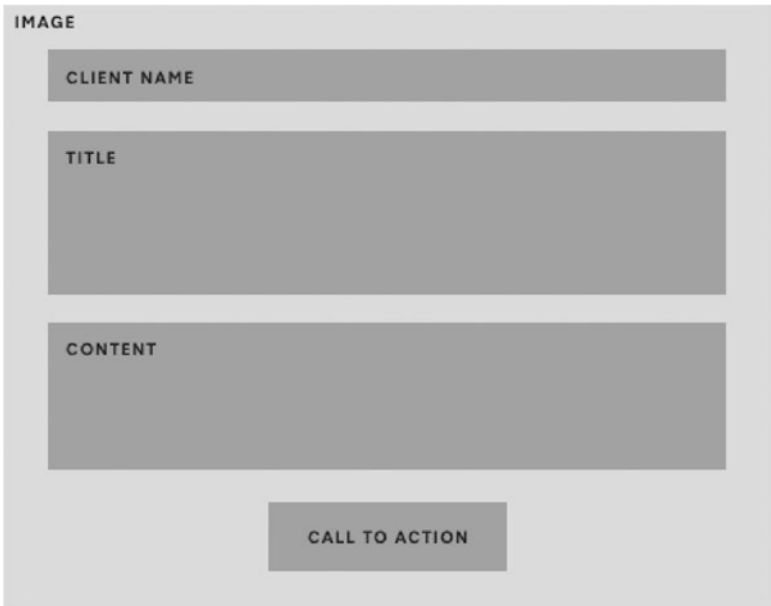 IMAGE
CLIENT NAME
TITLE
CONTENT
CALL TO ACTION